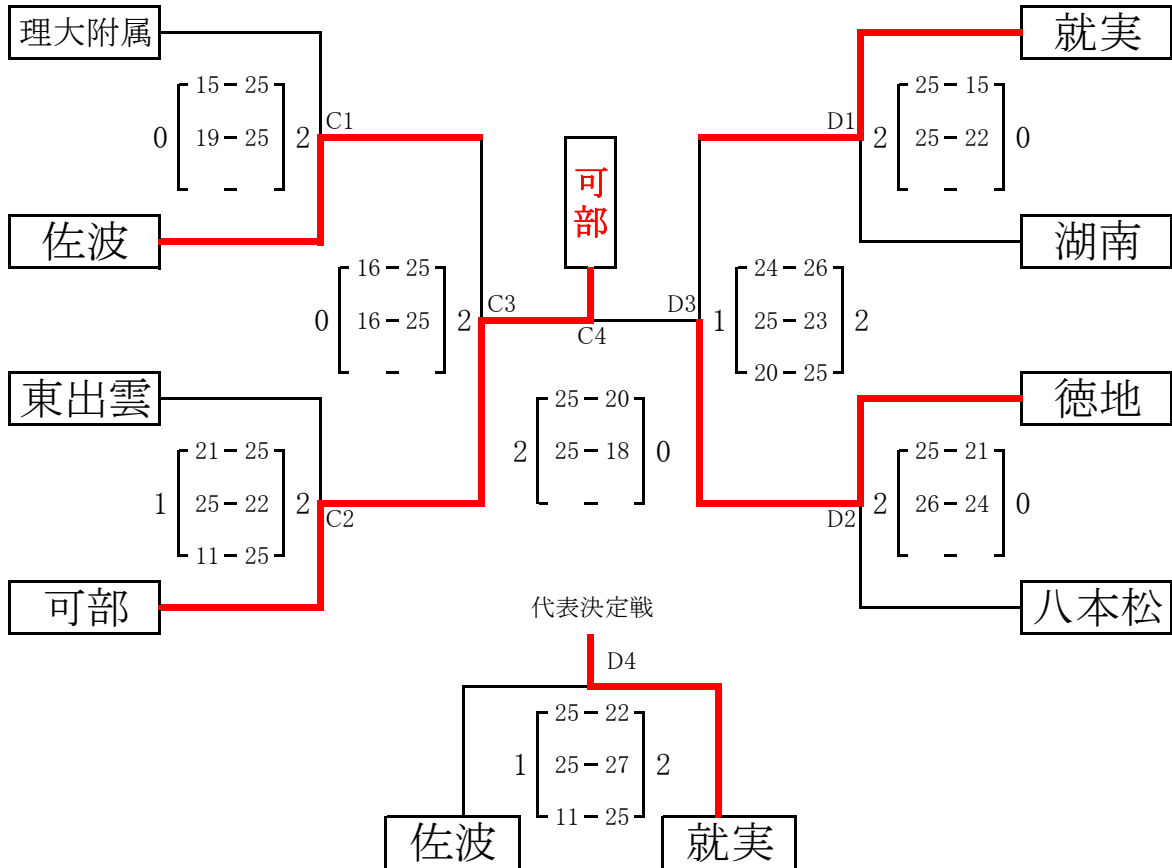 理大附属
就実
15－25
25－15
C1
D1
0
19－25
2
2
25－22
0
－
－
可部
佐波
湖南
16－25
24－26
C3
D3
0
16－25
2
1
25－23
2
C4
－
20－25
東出雲
徳地
25－20
21－25
25－21
2
25－18
0
1
25－22
2
2
26－24
0
C2
D2
－
11－25
－
可部
八本松
代表決定戦
D4
25－22
1
25－27
2
11－25
佐波
就実